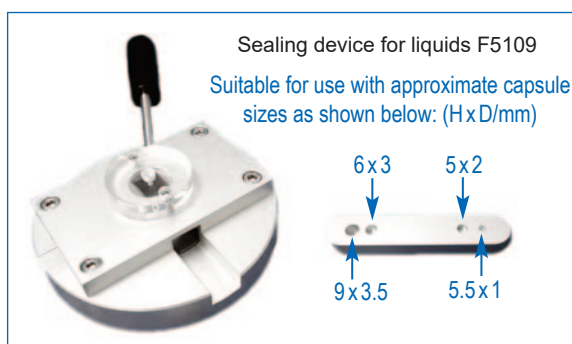 Sealing device for liquids F5109
Suitable for use with approximate capsule
sizes as shown below: (H x D/mm)
6 x 3
5 x 2
9 x 3.5
5.5 x 1